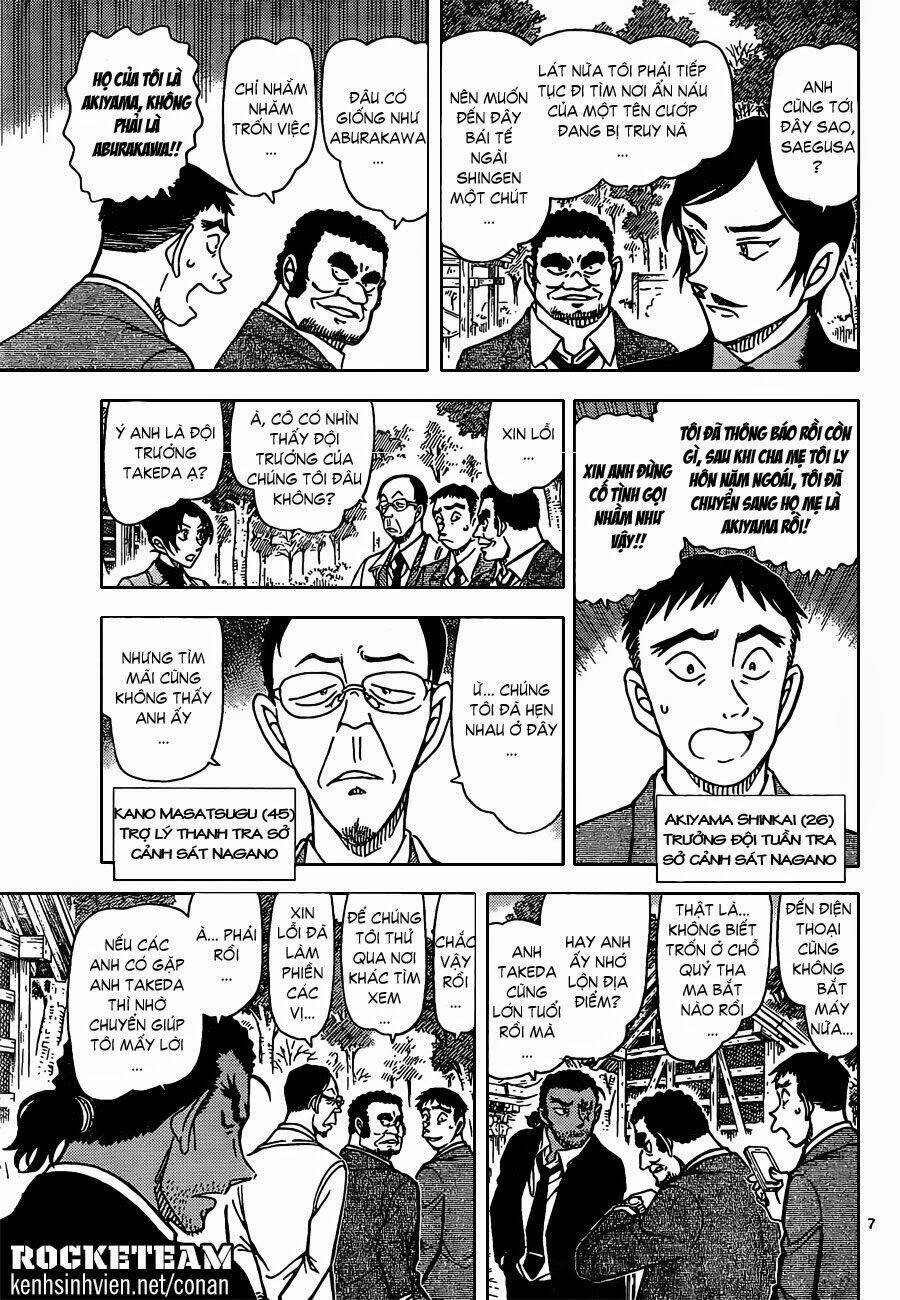 ANH
CŨNG TỚI
ĐÂY SAO,
SAEGUSA
?
LÁT NỮA TÔI PHẢI TIẾP
TỤC ĐI TÌM NƠI ẨN NÁU
CỦA MỘT TÊN CƯỚP
ĐANG BỊ TRUY NÃ
...
NÊN MUỐN
ĐẾN ĐÂY
BÁI TẾ
NGÀI
SHINGEN
MỘT CHÚT
...
ĐÂU CÓ
GIỐNG NHƯ
ABURAKAWA
...
CHỈ NHẰM
NHĂM
TRỐN VIỆC
...
HỌ CỦA TÔI LÀ
AKIYAMA, KHÔNG
PHẢI LÀ
ABURAKAWA!!
TÔI ĐÃ THÔNG BÁO RỒI CÒN
GÌ, SAU KHI CHA MẸ TÔI LY
HÔN NĂM NGOÁI, TÔI ĐÃ
CHUYỂN SANG HỌ MẸ LÀ
AKIYAMA RỒI!
XIN ANH ĐỪNG
CỐ TÌNH GỌI
NHẦM NHƯ
VẬY!!
AKIYAMA SHINKAI (26)
TRƯỞNG ĐỘI TUẦN TRA
SỞ CẢNH SÁT NAGANO
XIN LỖI
...
À, CÔ CÓ NHÌN
THẤY ĐỘI
TRƯỞNG CỦA
CHÚNG TÔI ĐÂU
KHÔNG?
Ý ANH LÀ ĐỘI
TRƯỞNG
TAKEDA Ạ?
Ừ... CHÚNG
TÔI ĐÃ HẸN
NHAU Ở ĐÂY
...
NHƯNG TÌM
MÃI CŨNG
KHÔNG THẤY
ANH ẤY
...
KANO MASATSUGU (45)
TRỢ LÝ THANH TRA SỞ
CẢNH SÁT NAGANO
ĐẾN ĐIỆN
THOẠI
CŨNG
KHÔNG
BẮT
MÁY
NỮA...
THẬT LÀ...
KHÔNG BIẾT
TRỐN Ở CHỖ
QUỶ THA
MA BẮT
NÀO RỒI
...
HAY ANH
ẤY NHỚ
LỘN ĐỊA
ĐIỂM?
ANH
TAKEDA
CŨNG
LỚN TUỔI
RỒI MÀ
...
CHẮC
VẬY RỒI
...
ĐỂ CHÚNG
TÔI THỬ
QUA NƠI
KHÁC TÌM
XEM
...
XIN
LỖI ĐÃ
LÀM
PHIỀN
CÁC
VỊ...
À... PHẢI
RỒI
...
NẾU CÁC
ANH CÓ GẶP
ANH TAKEDA
THÌ NHỜ
CHUYỂN GIÚP
TÔI MẤY LỜI
...
7
ROCKETEAM
kenhsinhvien.net/conan